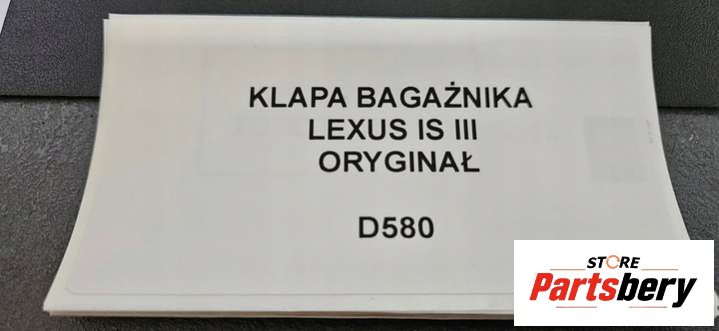 KLAPA BAGAŻNIKA
LEXUS IS III
ORYGINAŁ
D580
STORE
Partsbery